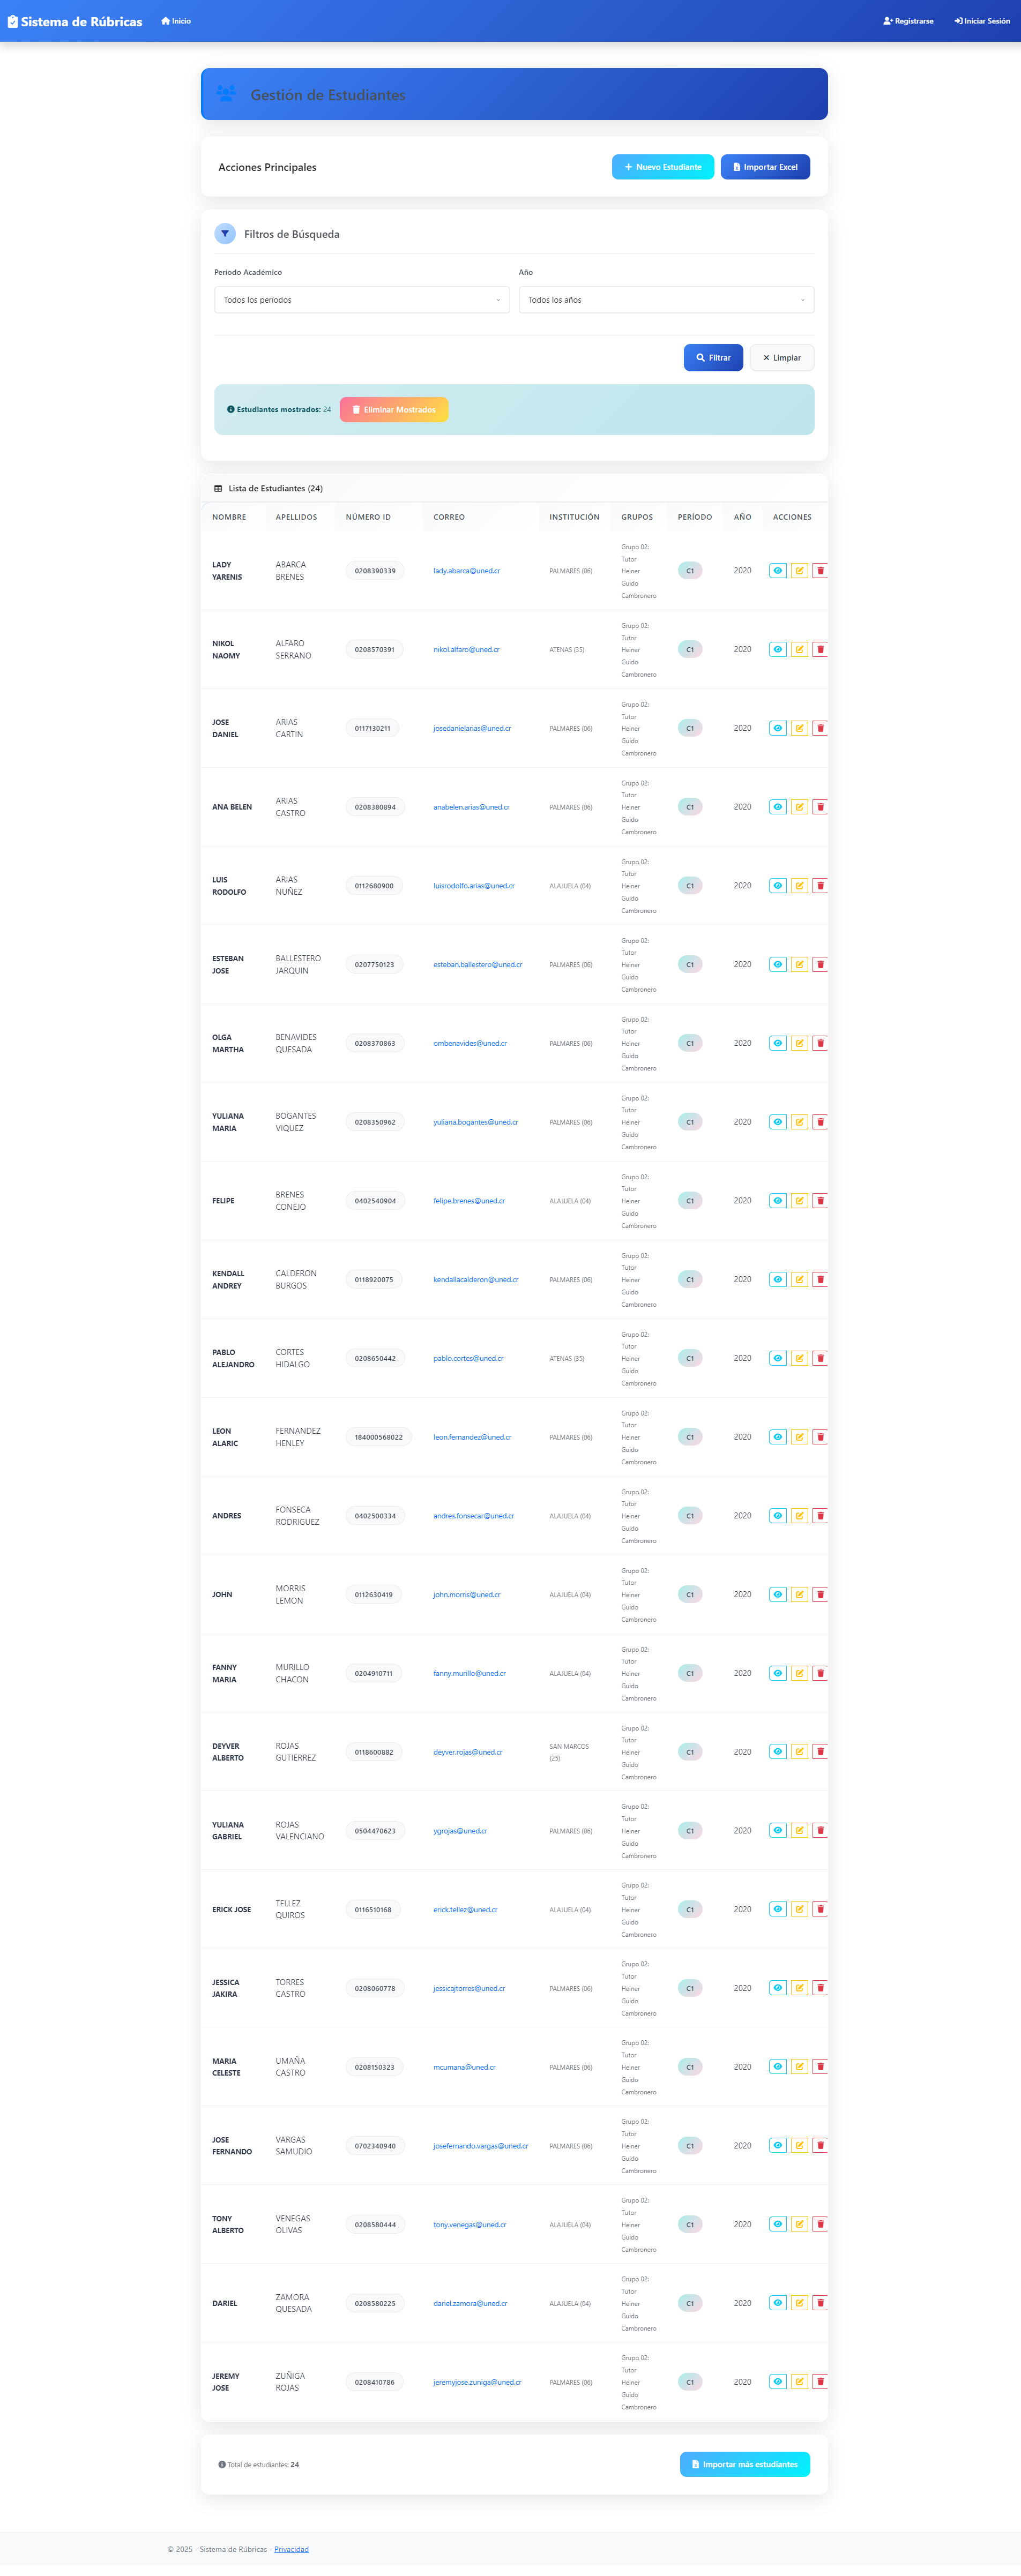 Sistema de Rúbricas Inicio Registrarse Iniciar Sesión
Gestión de Estudiantes
Acciones Principales Nuevo Estudiante Importar Excel
Filtros de Búsqueda
Período Académico Año
Todos los períodos Todos los años
Filtrar Limpiar
Estudiantes mostrados: 24 Eliminar Mostrados
Lista de Estudiantes (24)
NOMBRE APELLIDOS NÚMERO ID CORREO INSTITUCIÓN GRUPOS PERÍODO AÑO ACCIONES
LADY YARENIS ABARCA BRENES 0208390339 lady.abarca@uned.cr PALMARES (06) Grupo 02: Tutor Heiner Guido Cambronero C1 2020
NIKOL NAOMY ALFARO SERRANO 0208570391 nikol.alfaro@uned.cr ATENAS (35) Grupo 02: Tutor Heiner Guido Cambronero C1 2020
JOSE DANIEL ARIAS CARTIN 0117130211 josedanielarias@uned.cr PALMARES (06) Grupo 02: Tutor Heiner Guido Cambronero C1 2020
ANA BELEN ARIAS CASTRO 0208380894 anabelen.arias@uned.cr PALMARES (06) Grupo 02: Tutor Heiner Guido Cambronero C1 2020
LUIS RODOLFO ARIAS NUÑEZ 0112680900 luisrodolfo.arias@uned.cr ALAJUELA (04) Grupo 02: Tutor Heiner Guido Cambronero C1 2020
ESTEBAN JOSE BALLESTERO JARQUIN 0207750123 esteban.ballestero@uned.cr PALMARES (06) Grupo 02: Tutor Heiner Guido Cambronero C1 2020
OLGA MARTHA BENAVIDES QUESADA 0208370863 ombenavides@uned.cr PALMARES (06) Grupo 02: Tutor Heiner Guido Cambronero C1 2020
YULIANA MARIA BOGANTES VIQUEZ 0208350962 yuliana.bogantes@uned.cr PALMARES (06) Grupo 02: Tutor Heiner Guido Cambronero C1 2020
FELIPE BRENES CONEJO 0402540904 felipe.brenes@uned.cr ALAJUELA (04) Grupo 02: Tutor Heiner Guido Cambronero C1 2020
KENDALL ANDREY CALDERON BURGOS 0118920075 kendallacalderon@uned.cr PALMARES (06) Grupo 02: Tutor Heiner Guido Cambronero C1 2020
PABLO ALEJANDRO CORTES HIDALGO 0208650442 pablo.cortes@uned.cr ATENAS (35) Grupo 02: Tutor Heiner Guido Cambronero C1 2020
LEON ALARIC FERNANDEZ HENLEY 184000568022 leon.fernandez@uned.cr PALMARES (06) Grupo 02: Tutor Heiner Guido Cambronero C1 2020
ANDRES FONSECA RODRIGUEZ 0402500334 andres.fonsecar@uned.cr ALAJUELA (04) Grupo 02: Tutor Heiner Guido Cambronero C1 2020
JOHN MORRIS LEMON 0112630419 john.morris@uned.cr ALAJUELA (04) Grupo 02: Tutor Heiner Guido Cambronero C1 2020
FANNY MARIA MURILLO CHACON 0204910711 fanny.murillo@uned.cr ALAJUELA (04) Grupo 02: Tutor Heiner Guido Cambronero C1 2020
DEYVER ALBERTO ROJAS GUTIERREZ 0118600882 deyver.rojas@uned.cr SAN MARCOS (25) Grupo 02: Tutor Heiner Guido Cambronero C1 2020
YULIANA GABRIEL ROJAS VALENCIANO 0504470623 ygrojas@uned.cr PALMARES (06) Grupo 02: Tutor Heiner Guido Cambronero C1 2020
ERICK JOSE TELLEZ QUIROS 0116510168 erick.tellez@uned.cr ALAJUELA (04) Grupo 02: Tutor Heiner Guido Cambronero C1 2020
JESSICA JAKIRA TORRES CASTRO 0208060778 jessicajtorres@uned.cr PALMARES (06) Grupo 02: Tutor Heiner Guido Cambronero C1 2020
MARIA CELESTE UMAÑA CASTRO 0208150323 mcumana@uned.cr PALMARES (06) Grupo 02: Tutor Heiner Guido Cambronero C1 2020
JOSE FERNANDO VARGAS SAMUDIO 0702340940 josefernando.vargas@uned.cr PALMARES (06) Grupo 02: Tutor Heiner Guido Cambronero C1 2020
TONY ALBERTO VENEGAS OLIVAS 0208580444 tony.venegas@uned.cr ALAJUELA (04) Grupo 02: Tutor Heiner Guido Cambronero C1 2020
DARIEL ZAMORA QUESADA 0208580225 dariel.zamora@uned.cr ALAJUELA (04) Grupo 02: Tutor Heiner Guido Cambronero C1 2020
JEREMY JOSE ZUÑIGA ROJAS 0208410786 jeremyjose.zuniga@uned.cr PALMARES (06) Grupo 02: Tutor Heiner Guido Cambronero C1 2020
Total de estudiantes: 24 Importar más estudiantes
© 2025 - Sistema de Rúbricas - Privacidad